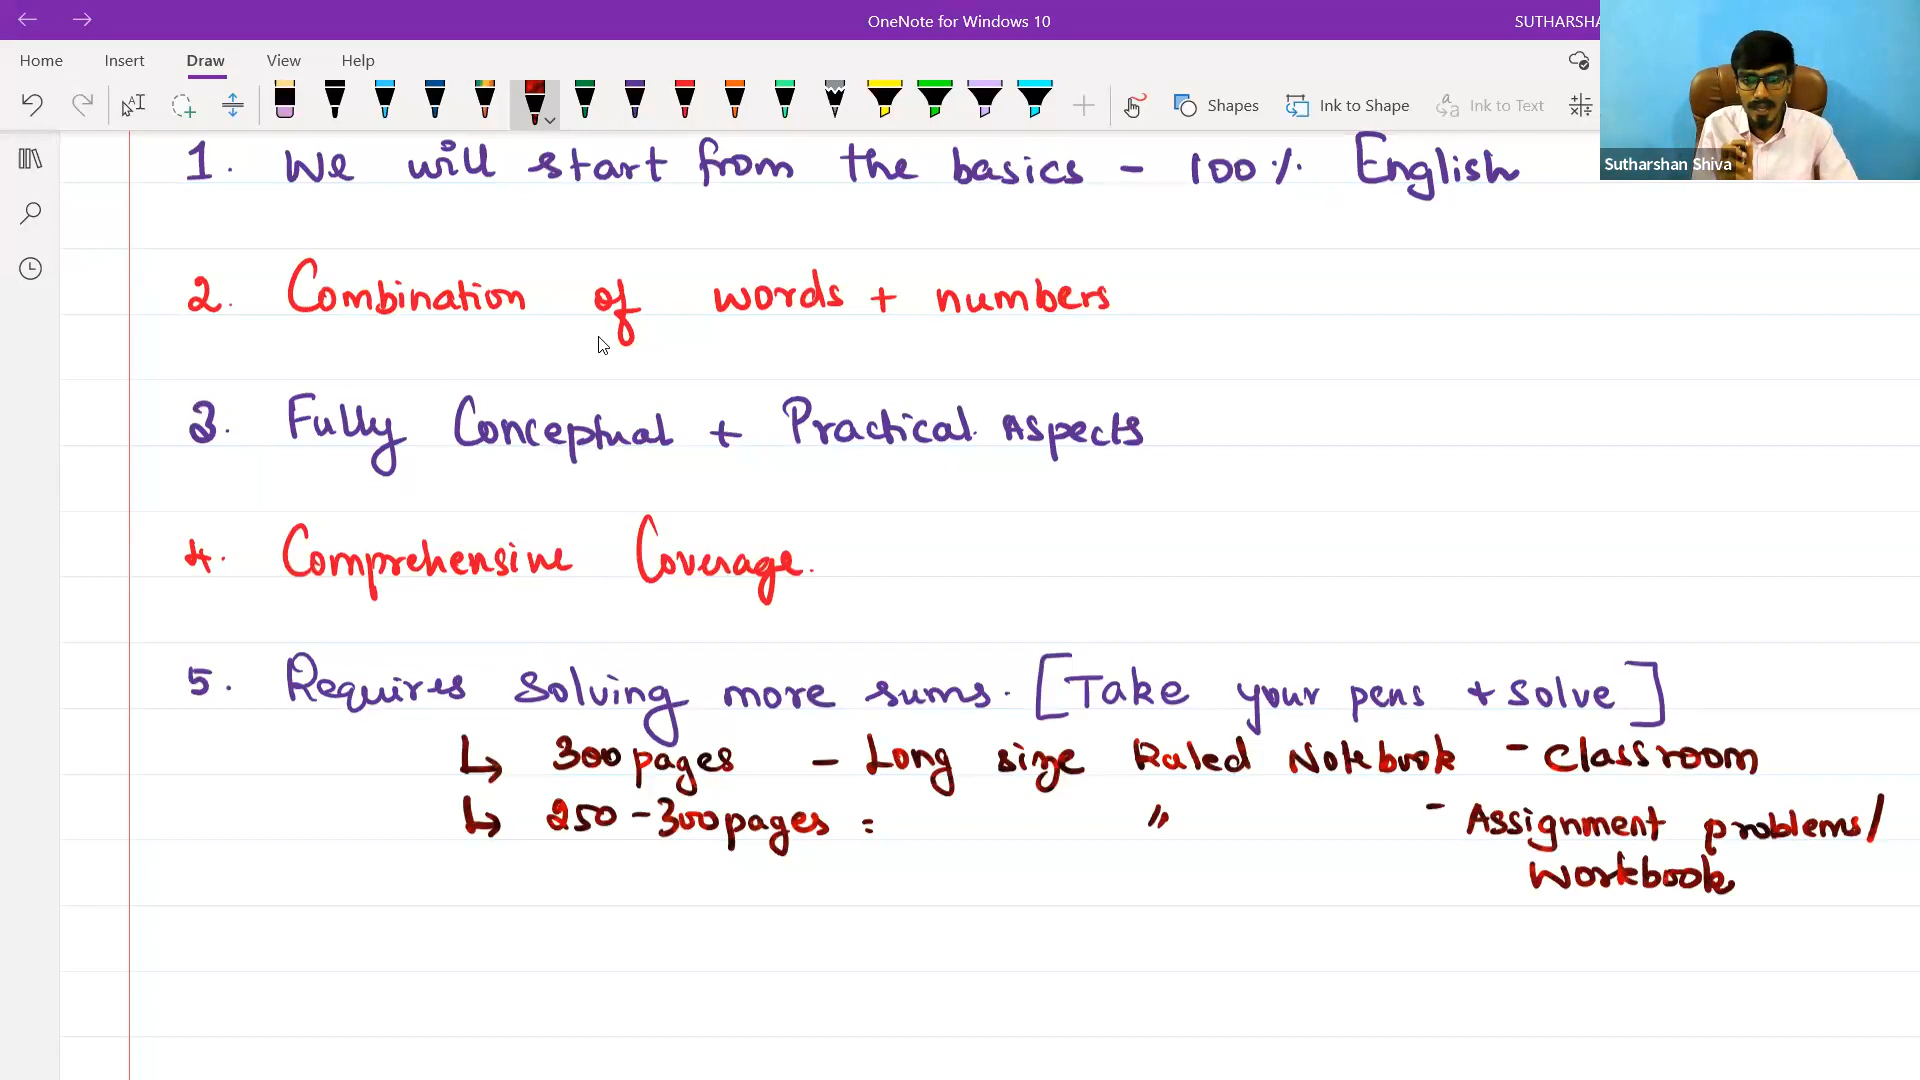 OneNote for Windows 10
SUTHARSHA
Home Insert Draw View Help
Shapes Ink to Shape Ink to Text
Sutharshan Shiva
1. We will start from the basics - 100% English
2. Combination of words + numbers
3. Fully Conceptual + Practical Aspects
4. Comprehensive Coverage.
5. Requires solving more sums. [Take your pens + solve]
↳ 300 pages - Long size Ruled Notebook - Classroom
↳ 250 - 300 pages = " - Assignment problems/
Workbook